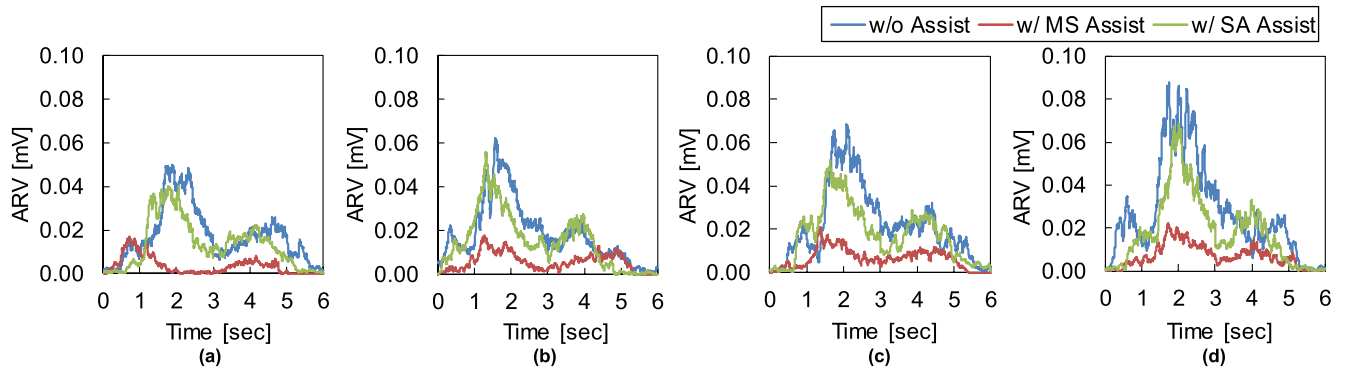 w/o Assist w/ MS Assist w/ SA Assist
0.10 0.10 0.10 0.10
0.08 0.08 0.08 0.08
0.06 0.06 0.06 0.06
0.04 0.04 0.04 0.04
0.02 0.02 0.02 0.02
0.00 0.00 0.00 0.00
ARV [mV] ARV [mV] ARV [mV] ARV [mV]
0 1 2 3 4 5 6 0 1 2 3 4 5 6 0 1 2 3 4 5 6 0 1 2 3 4 5 6
Time [sec] Time [sec] Time [sec] Time [sec]
(a) (b) (c) (d)